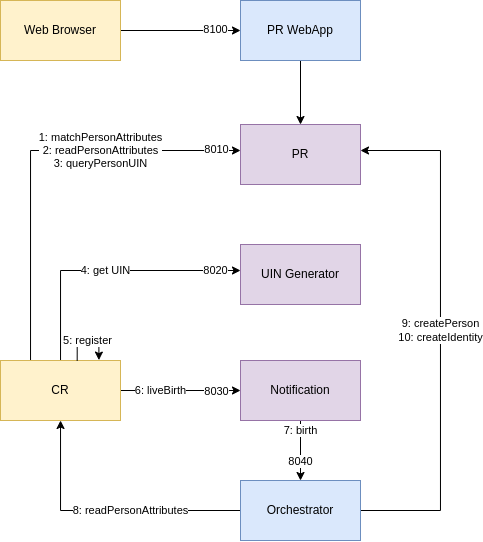 Web Browser
8100
PR WebApp
1: matchPersonAttributes
2: readPersonAttributes
3: queryPersonUIN
8010
PR
4: get UIN
8020
UIN Generator
9: createPerson
10: createIdentity
5: register
CR
6: liveBirth
8030
Notification
7: birth
8040
8: readPersonAttributes
Orchestrator